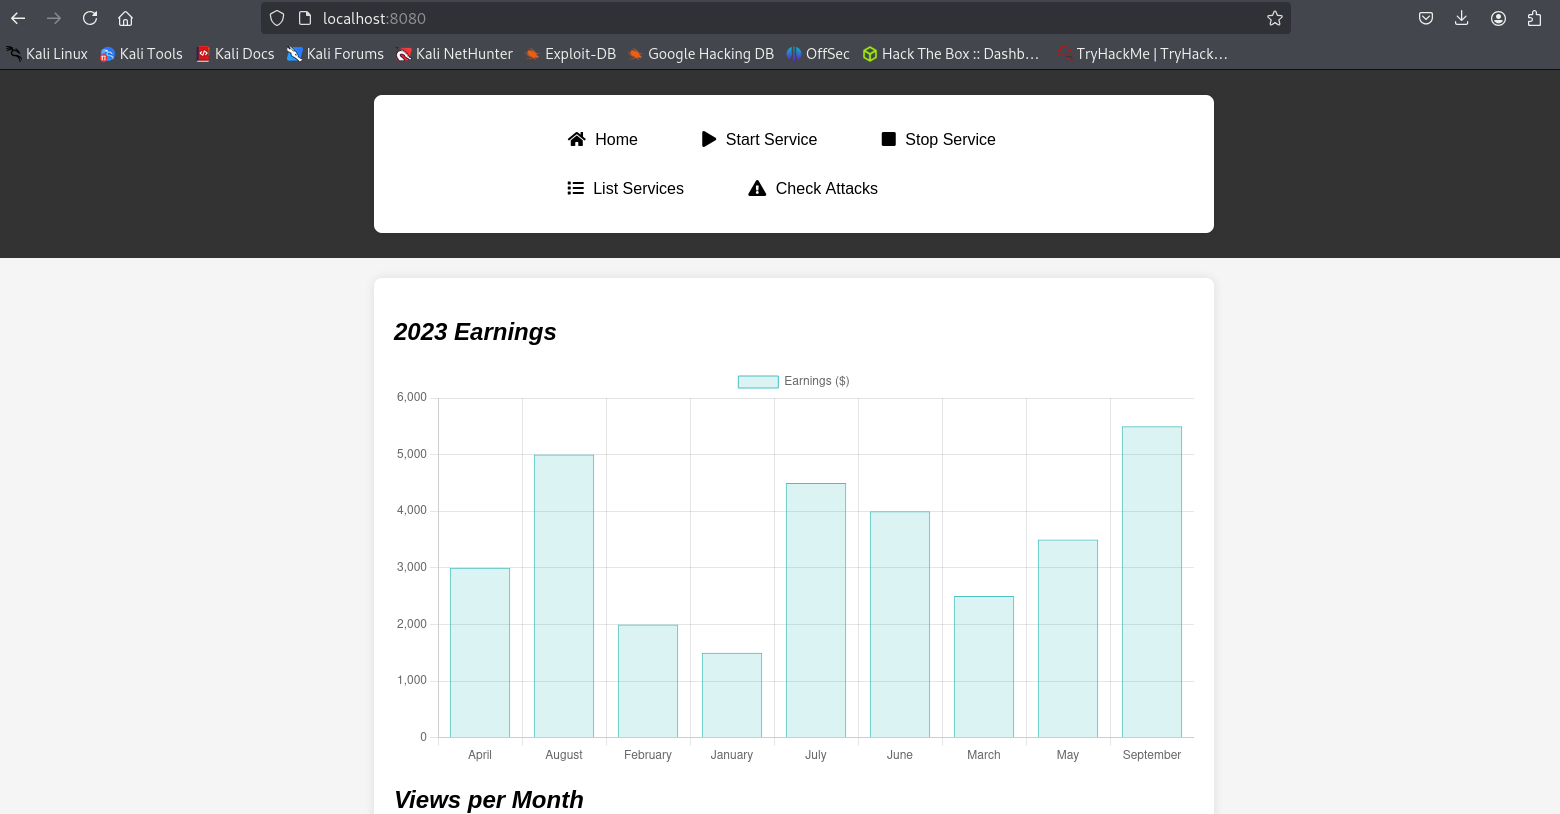 localhost:8080
Kali Linux Kali Tools Kali Docs Kali Forums Kali NetHunter Exploit-DB Google Hacking DB OffSec Hack The Box :: Dashb… TryHackMe | TryHack…
Home Start Service Stop Service
List Services Check Attacks
2023 Earnings
Earnings ($)
6,000
5,000
4,000
3,000
2,000
1,000
0
April August February January July June March May September
Views per Month